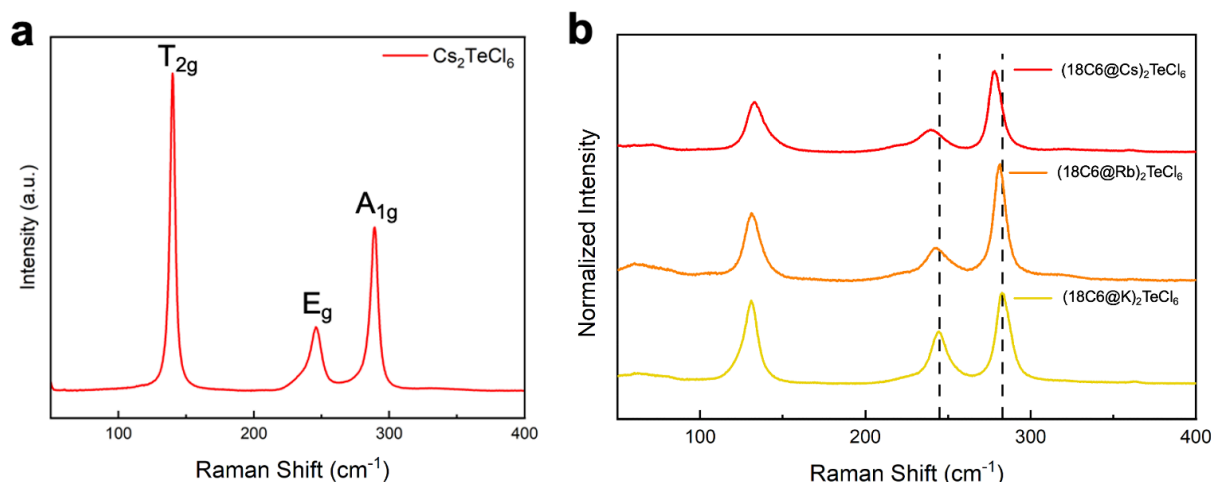 a
Cs₂TeCl₆
T₂g
Eg
A₁g
Intensity (a.u.)
100
200
300
400
Raman Shift (cm⁻¹)
b
(18C6@Cs)₂TeCl₆
(18C6@Rb)₂TeCl₆
(18C6@K)₂TeCl₆
Normalized Intensity
100
200
300
400
Raman Shift (cm⁻¹)